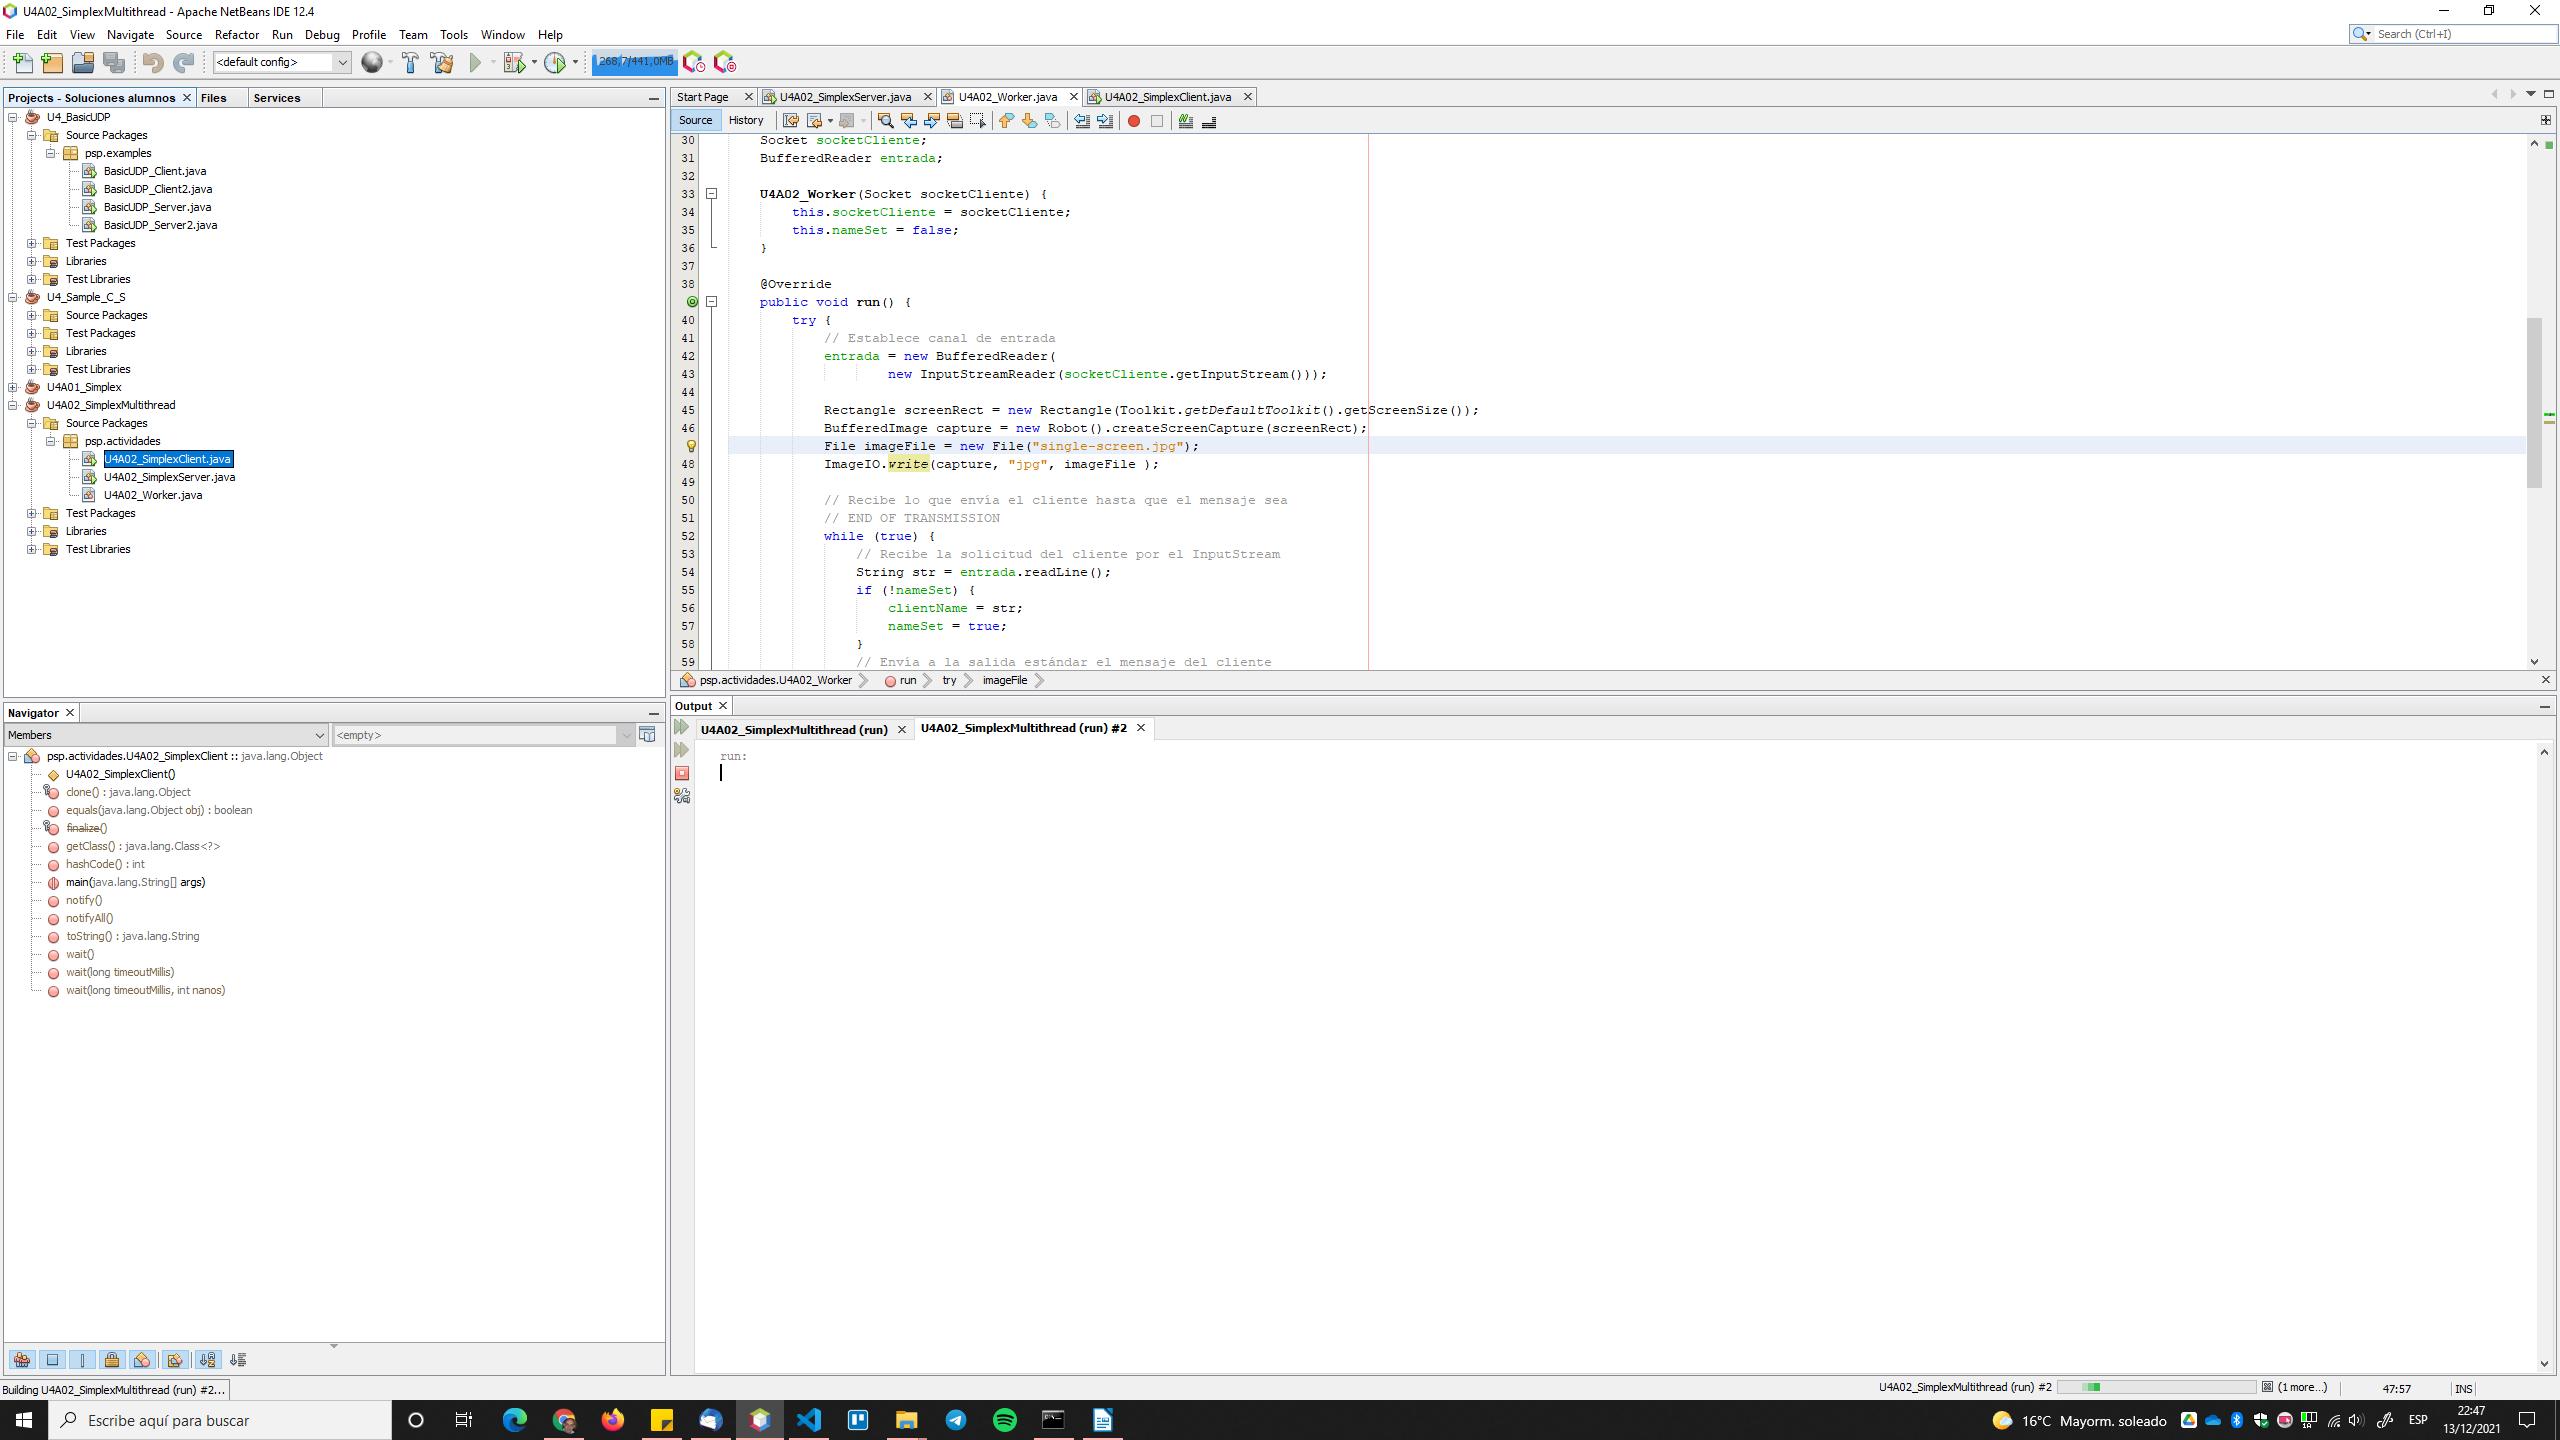 U4A02_SimplexMultithread - Apache NetBeans IDE 12.4
File Edit View Navigate Source Refactor Run Debug Profile Team Tools Window Help
Search (Ctrl+I)
<default config>
268,7/441,0MB
Projects - Soluciones alumnos Files Services
U4_BasicUDP
Source Packages
psp.examples
BasicUDP_Client.java
BasicUDP_Client2.java
BasicUDP_Server.java
BasicUDP_Server2.java
Test Packages
Libraries
Test Libraries
U4_Sample_C_S
Source Packages
Test Packages
Libraries
Test Libraries
U4A01_Simplex
U4A02_SimplexMultithread
Source Packages
psp.actividades
U4A02_SimplexClient.java
U4A02_SimplexServer.java
U4A02_Worker.java
Test Packages
Libraries
Test Libraries
Start Page U4A02_SimplexServer.java U4A02_Worker.java U4A02_SimplexClient.java
Source History
30 Socket socketCliente;
31 BufferedReader entrada;
32
33 U4A02_Worker(Socket socketCliente) {
34 this.socketCliente = socketCliente;
35 this.nameSet = false;
36 }
37
38 @Override
public void run() {
40 try {
41 // Establece canal de entrada
42 entrada = new BufferedReader(
43 new InputStreamReader(socketCliente.getInputStream()));
44
45 Rectangle screenRect = new Rectangle(Toolkit.getDefaultToolkit().getScreenSize());
46 BufferedImage capture = new Robot().createScreenCapture(screenRect);
File imageFile = new File("single-screen.jpg");
48 ImageIO.write(capture, "jpg", imageFile );
49
50 // Recibe lo que envía el cliente hasta que el mensaje sea
51 // END OF TRANSMISSION
52 while (true) {
53 // Recibe la solicitud del cliente por el InputStream
54 String str = entrada.readLine();
55 if (!nameSet) {
56 clientName = str;
57 nameSet = true;
58 }
59 // Envía a la salida estándar el mensaje del cliente
psp.actividades.U4A02_Worker run try imageFile
Navigator
Members <empty>
psp.actividades.U4A02_SimplexClient :: java.lang.Object
U4A02_SimplexClient()
clone() : java.lang.Object
equals(java.lang.Object obj) : boolean
finalize()
getClass() : java.lang.Class<?>
hashCode() : int
main(java.lang.String[] args)
notify()
notifyAll()
toString() : java.lang.String
wait()
wait(long timeoutMillis)
wait(long timeoutMillis, int nanos)
Output
U4A02_SimplexMultithread (run) U4A02_SimplexMultithread (run) #2
run:
Building U4A02_SimplexMultithread (run) #2...
U4A02_SimplexMultithread (run) #2 (1 more...) 47:57 INS
Escribe aquí para buscar
16°C Mayorm. soleado ESP
22:47
13/12/2021